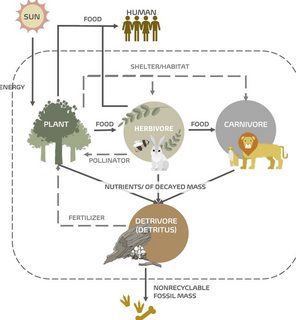 SUN
FOOD
HUMAN
SHELTER/HABITAT
ENERGY
PLANT
FOOD
HERBIVORE
FOOD
CARNIVORE
POLLINATOR
NUTRIENTS/ OF DECAYED MASS
FERTILIZER
DETRIVORE
(DETRITUS)
NONRECYCLABLE
FOSSIL MASS